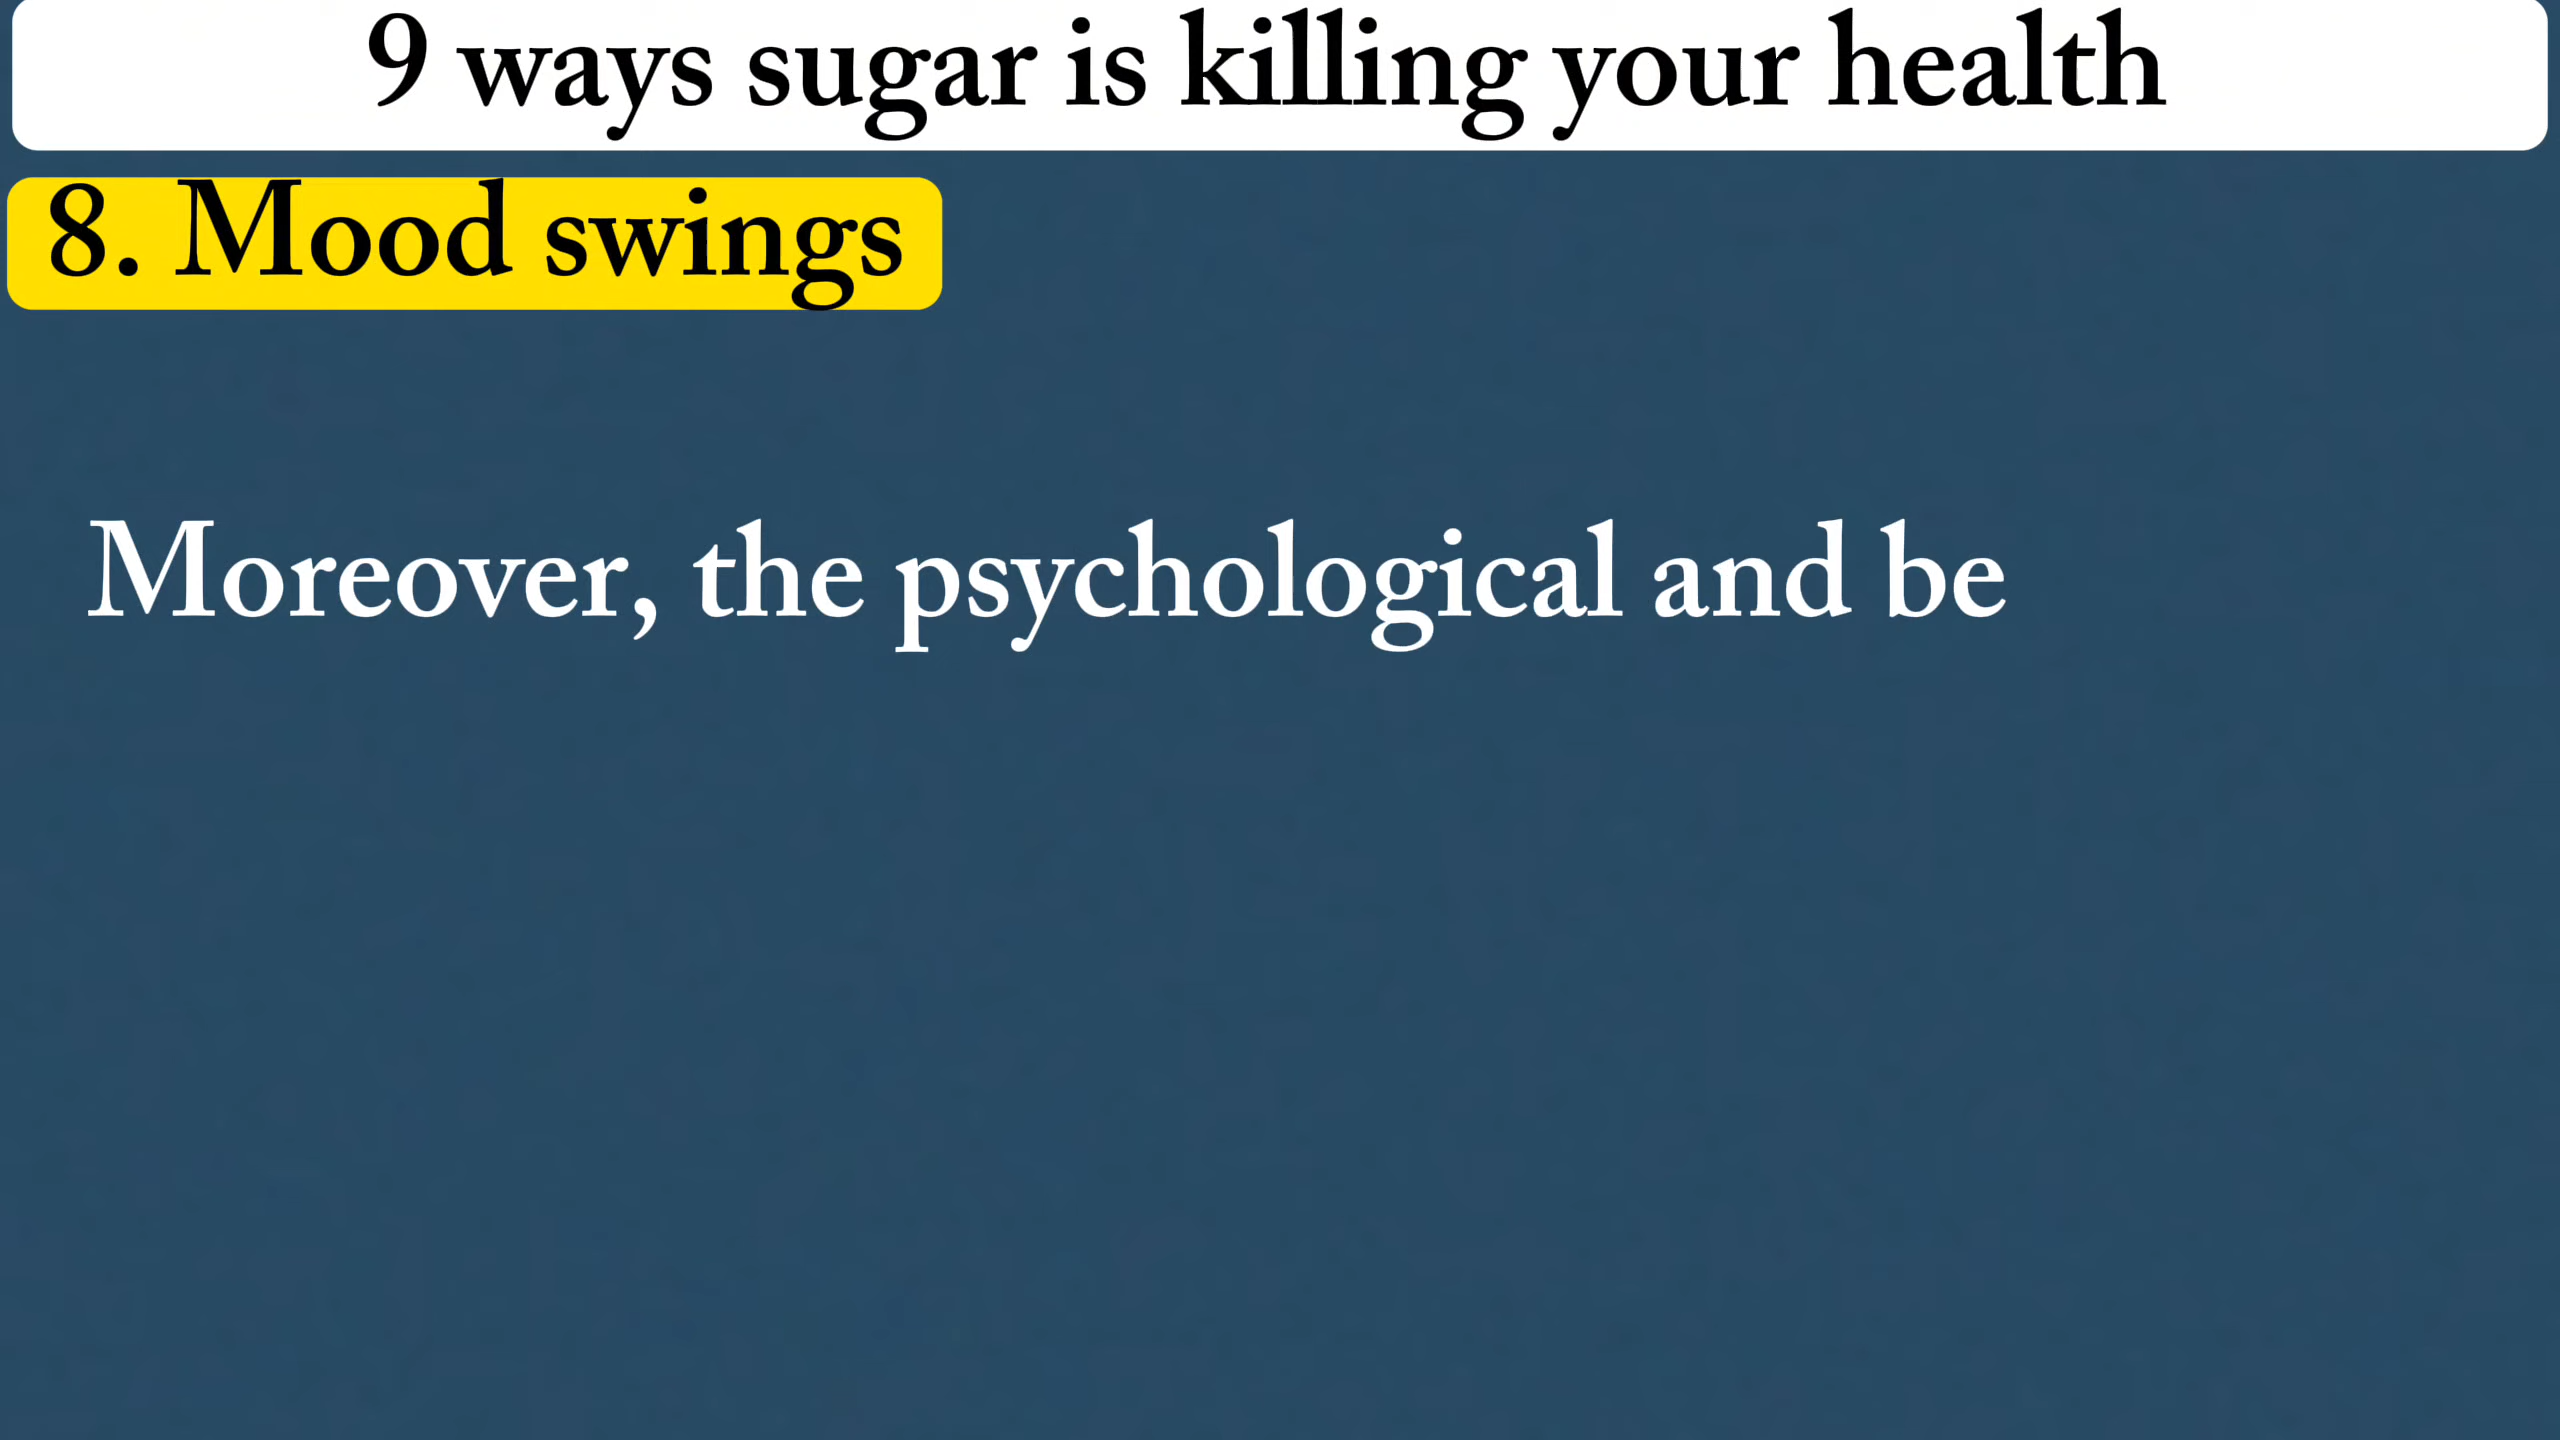 9 ways sugar is killing your health
8. Mood swings
Moreover, the psychological and be